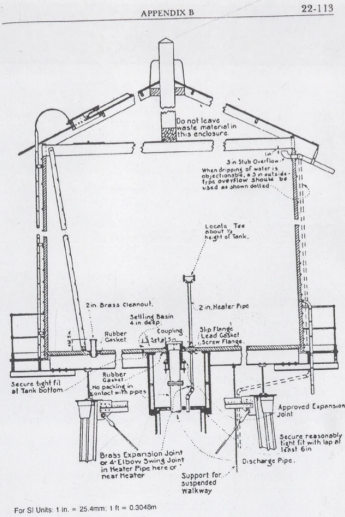 APPENDIX B
22-113
Do not leave
waste material in
this enclosure.
3 in Stub Overflow
When dripping of water is
objectionable, a 3 in outside-
type overflow should be
used as shown dotted
Locate Tee
about ⅓
height of Tank.
2 in. Brass Cleanout.
Settling Basin
4 in deep.
Rubber
Gasket
Coupling
2 in. Heater Pipe
Slip Flange
Lead Gasket
Screw Flange
Secure tight fit
at Tank bottom
Rubber
Gasket
No packing in
contact with pipes
Approved Expansion
Joint
Secure reasonably
tight fit with lap of
least 6in
Brass Expansion Joint
or 4 Elbow Swing Joint
in Heater Pipe here or
near Heater
Discharge Pipe.
Support for
suspended
Walkway
For SI Units: 1 in. = 25.4mm; 1 ft = 0.3048m